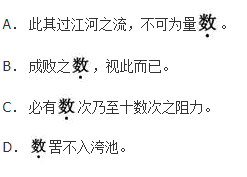 A．此其过江河之流，不可为量数。
B．成败之数，视此而已。
C．必有数次乃至十数次之阻力。
D．数罟不入洿池。